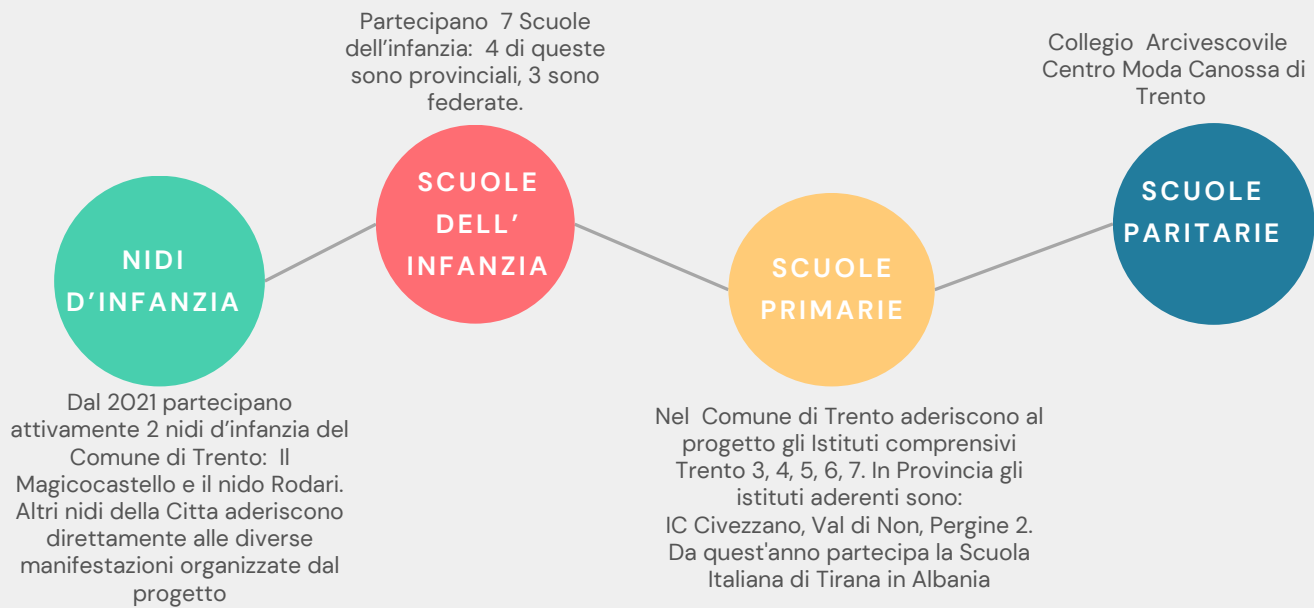 Partecipano 7 Scuole
dell'infanzia: 4 di queste
sono provinciali, 3 sono
federate.
Collegio Arcivescovile
Centro Moda Canossa di
Trento
NIDI
D'INFANZIA
SCUOLE
DELL'
INFANZIA
SCUOLE
PRIMARIE
SCUOLE
PARITARIE
Dal 2021 partecipano
attivamente 2 nidi d'infanzia del
Comune di Trento: Il
Magicocastello e il nido Rodari.
Altri nidi della Citta aderiscono
direttamente alle diverse
manifestazioni organizzate dal
progetto
Nel Comune di Trento aderiscono al
progetto gli Istituti comprensivi
Trento 3, 4, 5, 6, 7. In Provincia gli
istituti aderenti sono:
IC Civezzano, Val di Non, Pergine 2.
Da quest'anno partecipa la Scuola
Italiana di Tirana in Albania